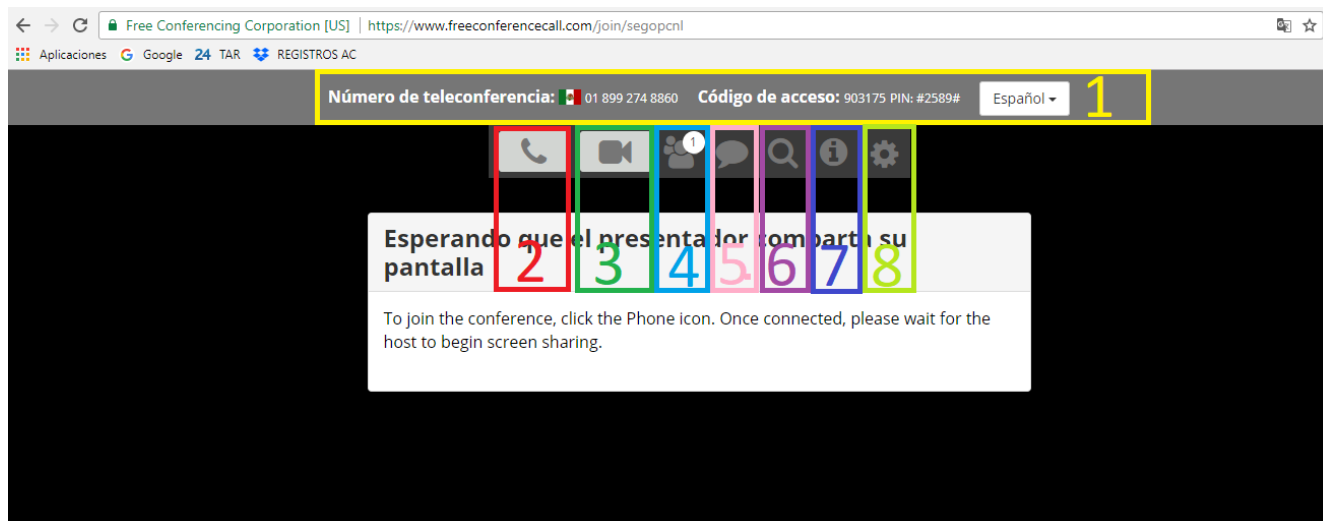 Free Conferencing Corporation [US] | https://www.freeconferencecall.com/join/segopcnl
Aplicaciones G Google 24 TAR REGISTROS AC
Número de teleconferencia: 01 899 274 8860 Código de acceso: 903175 PIN: #2589# Español 1
1
Esperando que el presentador comparta su
pantalla
2 3 4 5 6 7 8
To join the conference, click the Phone icon. Once connected, please wait for the
host to begin screen sharing.